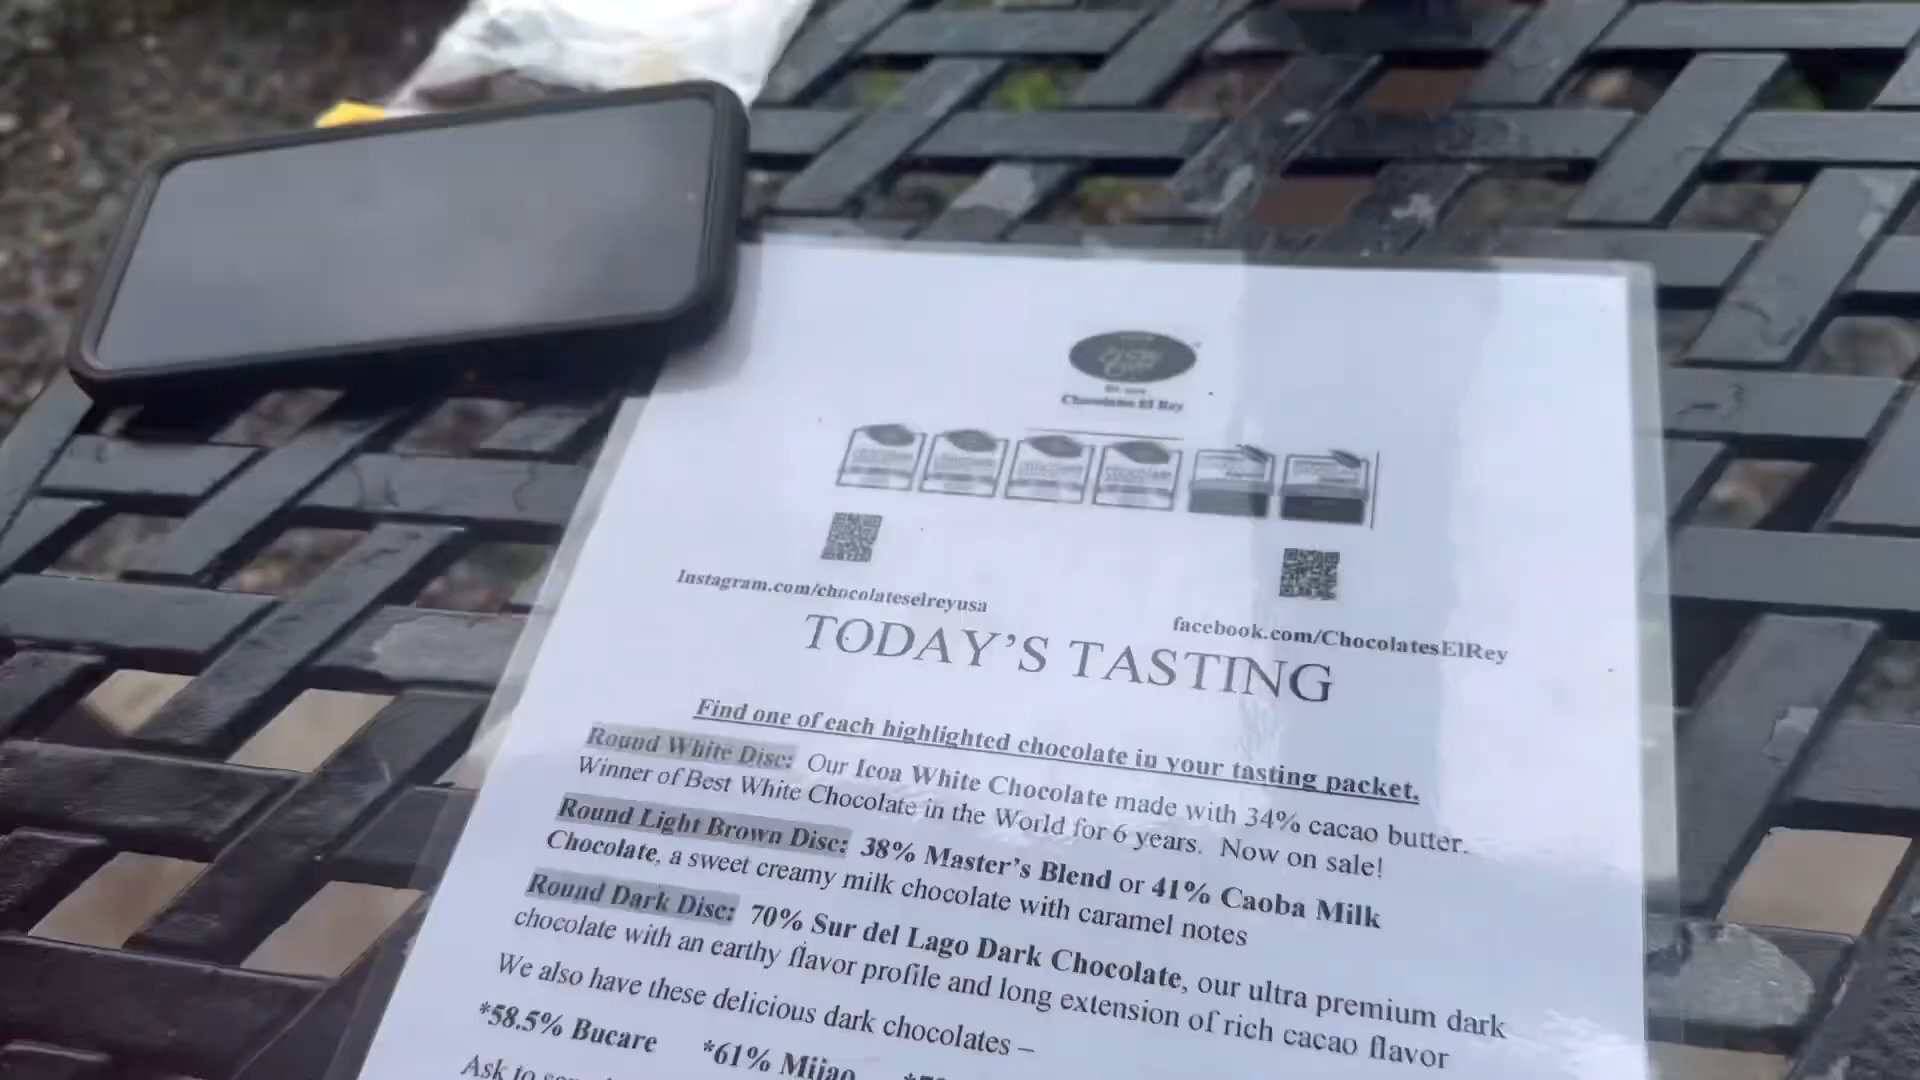 Chocolates El Rey
Instagram.com/chocolateselreyusa
facebook.com/ChocolatesElRey
TODAY'S TASTING
Find one of each highlighted chocolate in your tasting packet.
Round White Disc: Our Icoa White Chocolate made with 34% cacao butter.
Winner of Best White Chocolate in the World for 6 years. Now on sale!
Round Light Brown Disc: 38% Master's Blend or 41% Caoba Milk
Chocolate, a sweet creamy milk chocolate with caramel notes
Round Dark Disc: 70% Sur del Lago Dark Chocolate, our ultra premium dark
chocolate with an earthy flavor profile and long extension of rich cacao flavor
We also have these delicious dark chocolates –
*58.5% Bucare *61% Mijao
Ask to